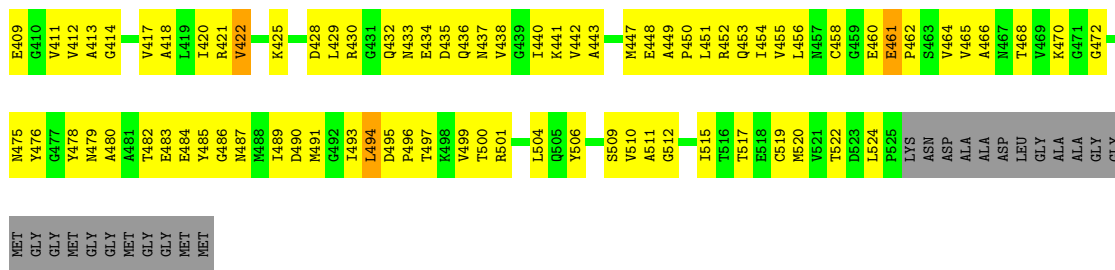 E409 G410 V411 V412 A413 G414 V417 A418 L419 I420 R421 V422 K425 D428 L429 R430 G431 Q432 N433 E434 D435 Q436 N437 V438 G439 I440 K441 V442 A443 M447 E448 A449 P450 L451 R452 Q453 I454 V455 L456 N457 C458 G459 E460 E461 P462 S463 V464 V465 A466 N467 T468 V469 K470 G471 G472
N475 Y476 G477 Y478 N479 A480 A481 T482 E483 E484 Y485 G486 N487 M488 I489 D490 M491 G492 I493 L494 D495 P496 T497 K498 V499 T500 R501 L504 Q505 Y506 S509 V510 A511 G512 I515 T516 T517 E518 C519 M520 V521 T522 D523 L524 P525 LYS ASN ASP ALA ALA ASP LEU GLY ALA ALA GLY GLY
MET GLY GLY MET GLY GLY MET GLY GLY MET MET